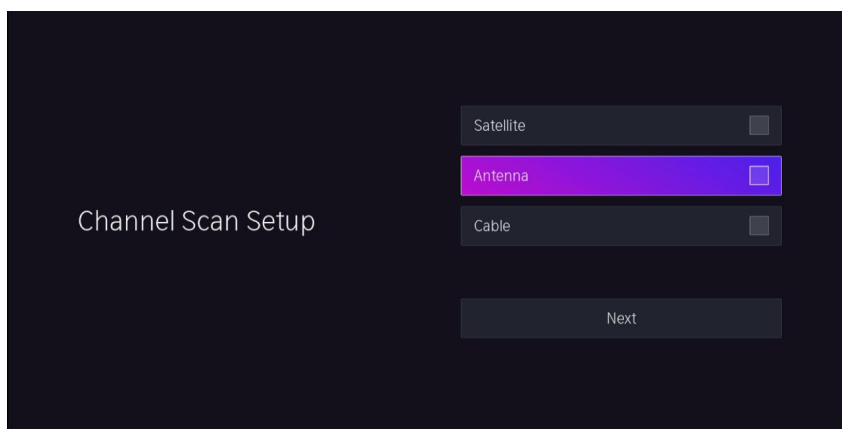 Channel Scan Setup
Satellite
Antenna
Cable
Next